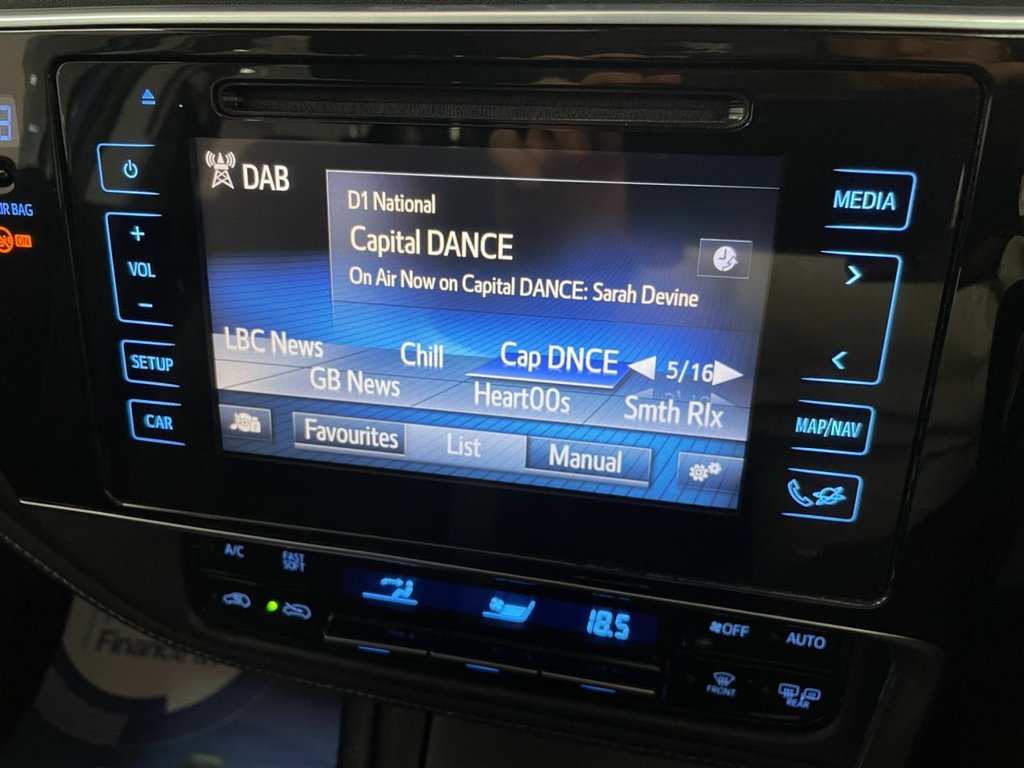 DAB
D1 National
Capital DANCE
On Air Now on Capital DANCE: Sarah Devine
LBC News Chill Cap DNCE 5/16
GB News Heart00s Smth Rlx
Favourites List Manual
+
VOL
-
SETUP
CAR
MEDIA
>
<
MAP/NAV
IR BAG
ON
A/C
FAST
SOFT
18.5
OFF
AUTO
FRONT
REAR
Finance